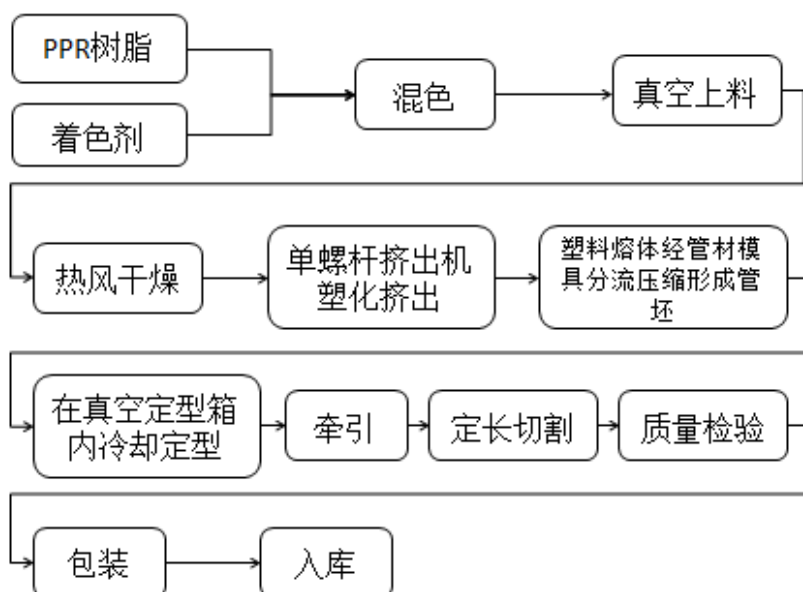 PPR树脂
着色剂
混色
真空上料
热风干燥
单螺杆挤出机
塑化挤出
塑料熔体经管材模
具分流压缩形成管
坯
在真空定型箱
内冷却定型
牵引
定长切割
质量检验
包装
入库